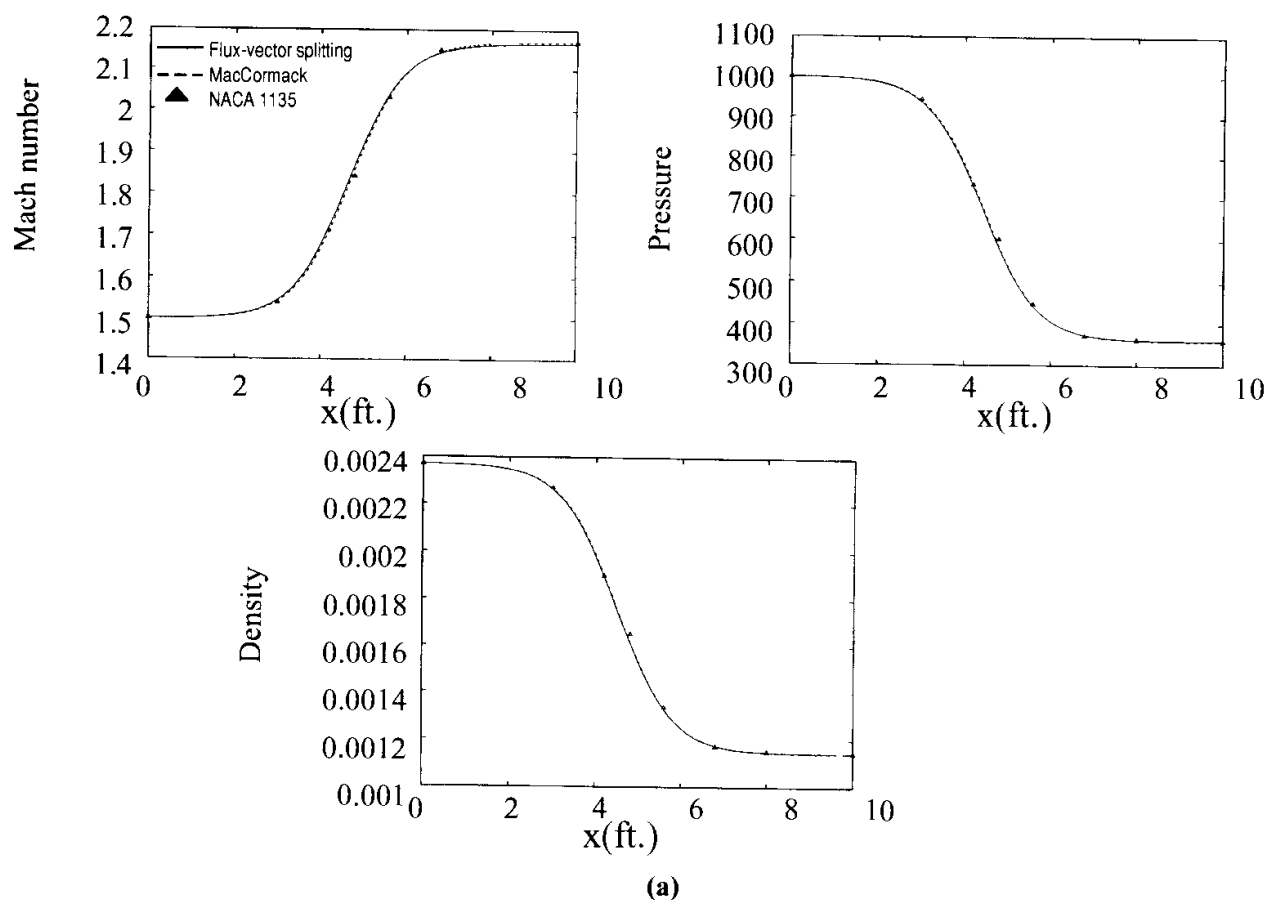 2.2
2.1
2
1.9
1.8
1.7
1.6
1.5
1.4
Mach number
Flux-vector splitting
MacCormack
NACA 1135
0 2 4 6 8 10
x(ft.)
1100
1000
900
800
700
600
500
400
300
Pressure
0 2 4 6 8 10
x(ft.)
0.0024
0.0022
0.002
0.0018
0.0016
0.0014
0.0012
0.001
Density
0 2 4 6 8 10
x(ft.)
(a)